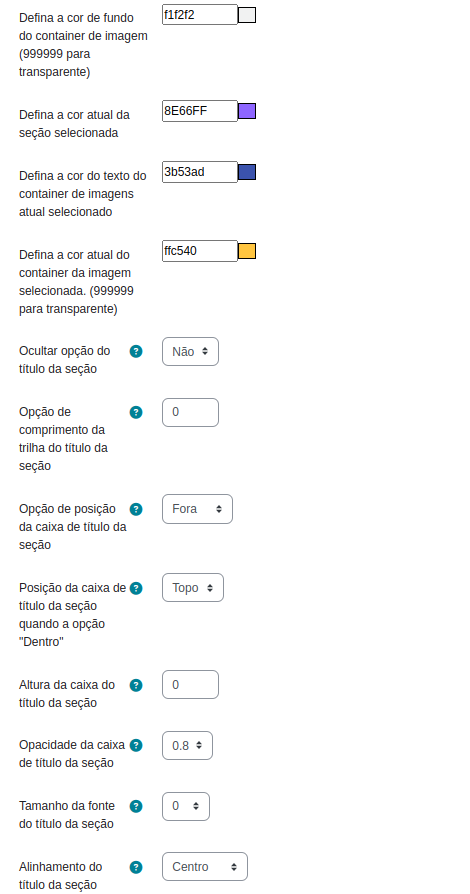 Defina a cor de fundo
do container de imagem
(999999 para
transparente)
f1f2f2
Defina a cor atual da
seção selecionada
8E66FF
Defina a cor do texto do
container de imagens
atual selecionado
3b53ad
Defina a cor atual do
container da imagem
selecionada. (999999
para transparente)
ffc540
Ocultar opção do
título da seção
?
Não
Opção de
comprimento da
trilha do título da
seção
?
0
Opção de posição
da caixa de título da
seção
?
Fora
Posição da caixa de
título da seção
quando a opção
"Dentro"
?
Topo
Altura da caixa do
título da seção
?
0
Opacidade da caixa
de título da seção
?
0.8
Tamanho da fonte
do título da seção
?
0
Alinhamento do
título da seção
?
Centro